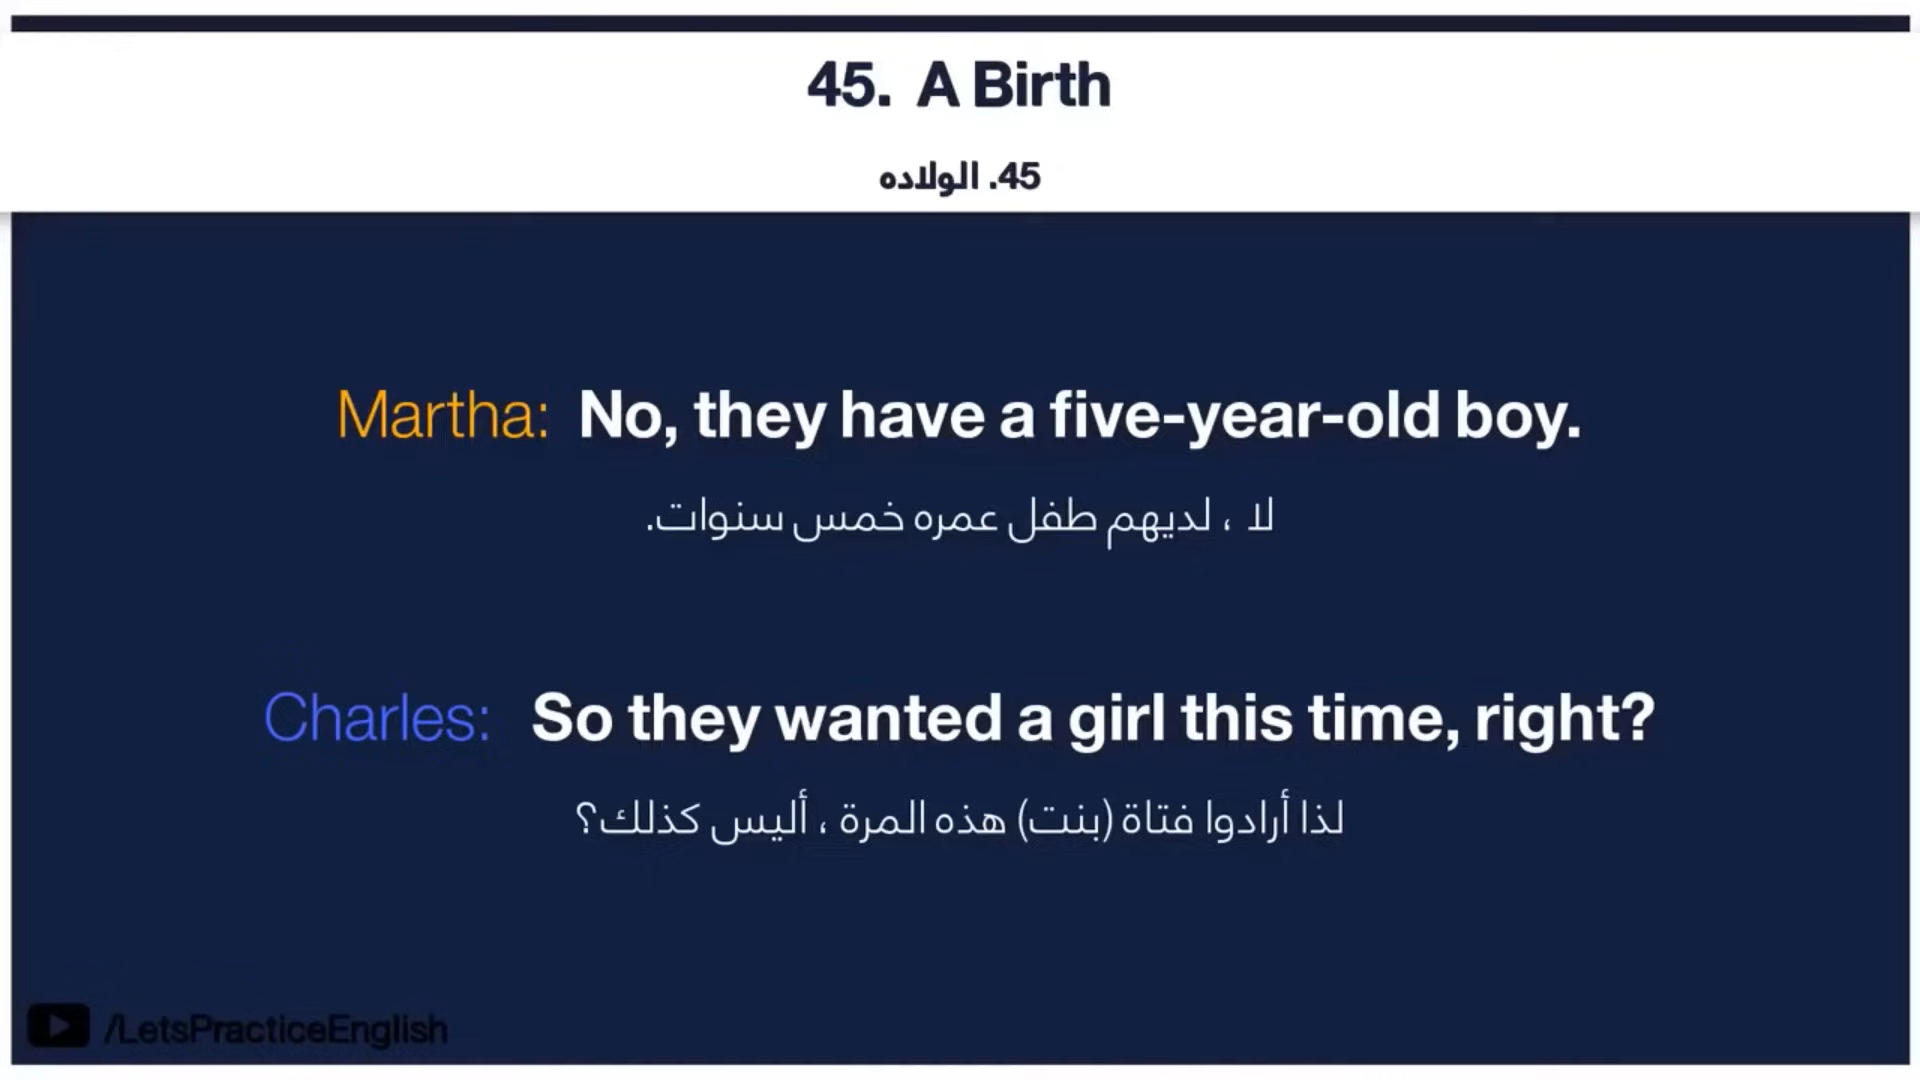 45. A Birth
45. الولاده
Martha: No, they have a five-year-old boy.
لا ، لديهم طفل عمره خمس سنوات.
Charles: So they wanted a girl this time, right?
لذا أرادوا فتاة (بنت) هذه المرة ، أليس كذلك؟
/LetsPracticeEnglish